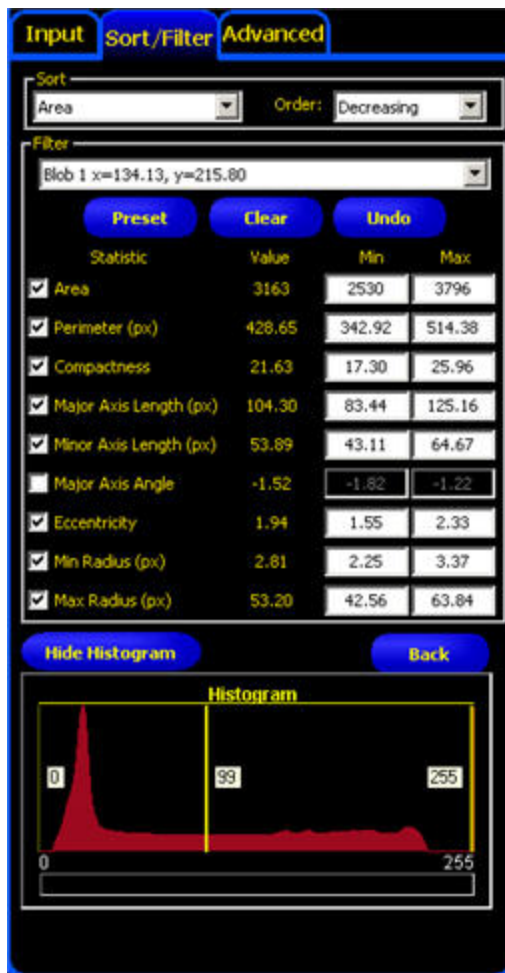 Input Sort/Filter Advanced
Sort
Area Order: Decreasing
Filter
Blob 1 x=134.13, y=215.80
Preset Clear Undo
Statistic Value Min Max
Area 3163 2530 3796
Perimeter (px) 428.65 342.92 514.38
Compactness 21.63 17.30 25.96
Major Axis Length (px) 104.30 83.44 125.16
Minor Axis Length (px) 53.89 43.11 64.67
Major Axis Angle -1.52 -1.82 -1.22
Eccentricity 1.94 1.55 2.33
Min Radius (px) 2.81 2.25 3.37
Max Radius (px) 53.20 42.56 63.84
Hide Histogram Back
Histogram
0 99 255
0 255